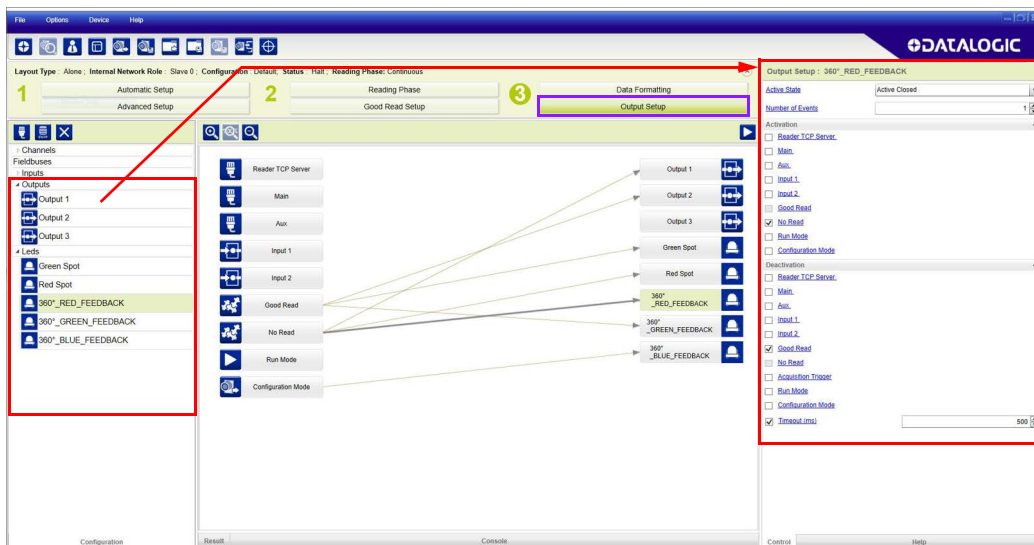 File Options Device Help
DATALOGIC
Layout Type : Alone ; Internal Network Role : Slave 0 ; Configuration : Default; Status : Halt ; Reading Phase: Continuous
1 Automatic Setup 2 Reading Phase 3 Data Formatting
Advanced Setup Good Read Setup Output Setup
Channels
Fieldbuses
Inputs
Outputs
Output 1
Output 2
Output 3
Leds
Green Spot
Red Spot
360°_RED_FEEDBACK
360°_GREEN_FEEDBACK
360°_BLUE_FEEDBACK
Configuration
Reader TCP Server
Main
Aux
Input 1
Input 2
Good Read
No Read
Run Mode
Configuration Mode
Output 1
Output 2
Output 3
Green Spot
Red Spot
360°
_RED_FEEDBACK
360°
_GREEN_FEEDBACK
360°
_BLUE_FEEDBACK
Result Console
Output Setup : 360°_RED_FEEDBACK
Active State Active Closed
Number of Events 1
Activation
Reader TCP Server
Main
Aux
Input 1
Input 2
Good Read
No Read
Run Mode
Configuration Mode
Deactivation
Reader TCP Server
Main
Aux
Input 1
Input 2
Good Read
No Read
Acquisition Trigger
Run Mode
Configuration Mode
Timeout (ms) 500
Control Help